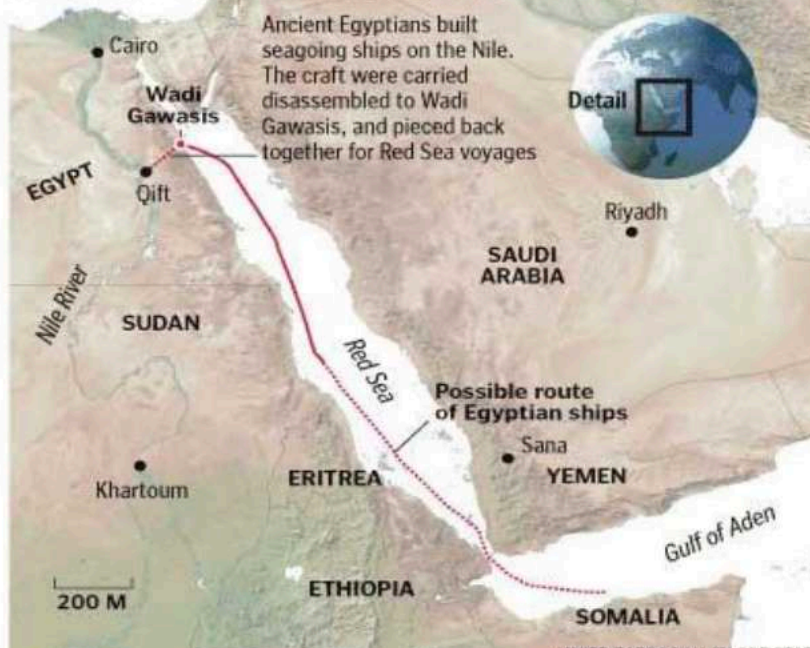 Cairo
Ancient Egyptians built
seagoing ships on the Nile.
The craft were carried
disassembled to Wadi
Gawasis, and pieced back
together for Red Sea voyages
Wadi
Gawasis
Detail
EGYPT
Qift
Riyadh
SAUDI
ARABIA
Nile River
SUDAN
Red Sea
Possible route
of Egyptian ships
Sana
YEMEN
ERITREA
Khartoum
Gulf of Aden
200 M
ETHIOPIA
SOMALIA